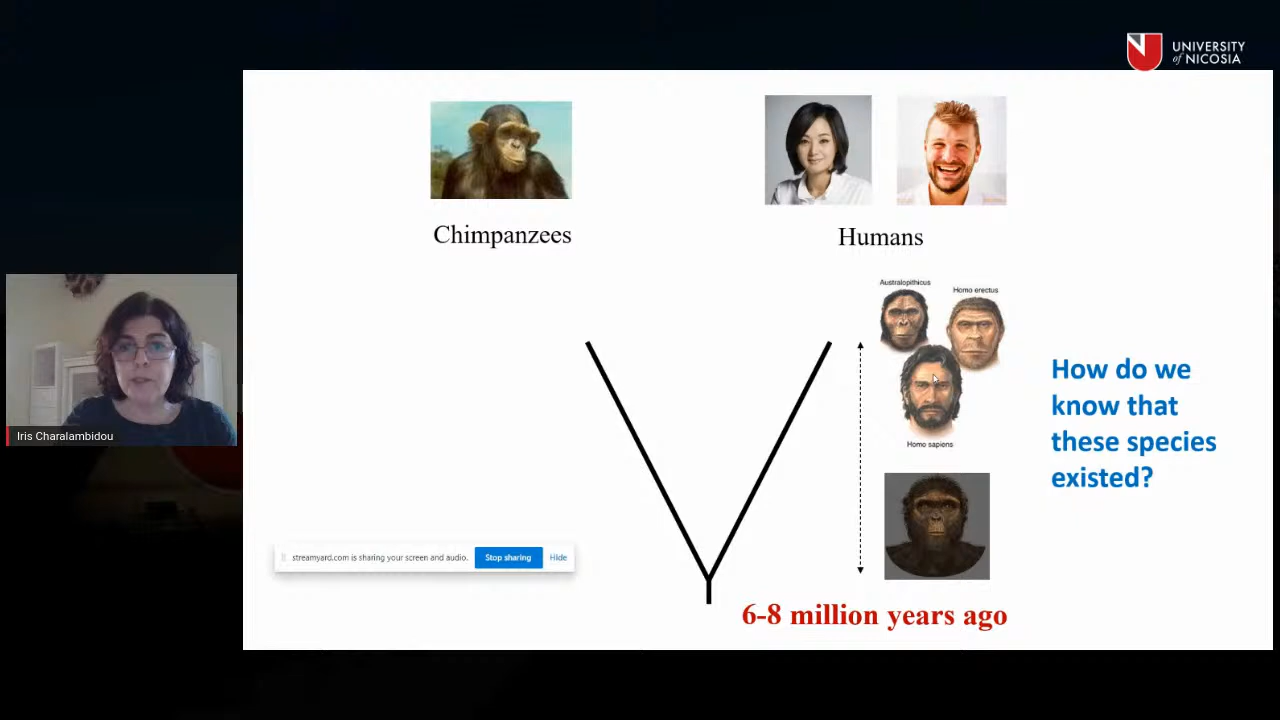 UNIVERSITY
of NICOSIA
Chimpanzees
Humans
Australopithicus
Homo erectus
Homo sapiens
How do we
know that
these species
existed?
Iris Charalambidou
streamyard.com is sharing your screen and audio.
Stop sharing
Hide
6-8 million years ago